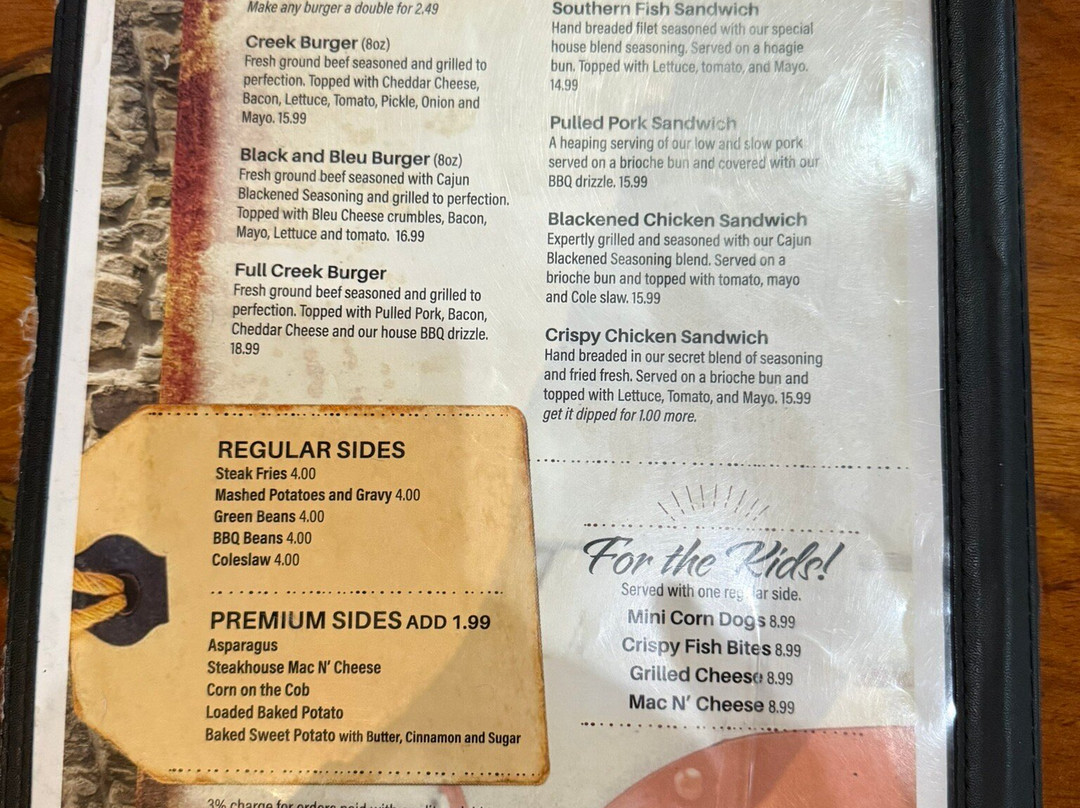 Make any burger a double for 2.49
Creek Burger (8oz)
Fresh ground beef seasoned and grilled to
perfection. Topped with Cheddar Cheese,
Bacon, Lettuce, Tomato, Pickle, Onion and
Mayo. 15.99
Black and Bleu Burger (8oz)
Fresh ground beef seasoned with Cajun
Blackened Seasoning and grilled to perfection.
Topped with Bleu Cheese crumbles, Bacon,
Mayo, Lettuce and tomato. 16.99
Full Creek Burger
Fresh ground beef seasoned and grilled to
perfection. Topped with Pulled Pork, Bacon,
Cheddar Cheese and our house BBQ drizzle.
18.99
REGULAR SIDES
Steak Fries 4.00
Mashed Potatoes and Gravy 4.00
Green Beans 4.00
BBQ Beans 4.00
Coleslaw 4.00
PREMIUM SIDES ADD 1.99
Asparagus
Steakhouse Mac N' Cheese
Corn on the Cob
Loaded Baked Potato
Baked Sweet Potato with Butter, Cinnamon and Sugar
3% charge for orders paid with
Southern Fish Sandwich
Hand breaded filet seasoned with our special
house blend seasoning. Served on a hoagie
bun. Topped with Lettuce, tomato, and Mayo.
14.99
Pulled Pork Sandwich
A heaping serving of our low and slow pork
served on a brioche bun and covered with our
BBQ drizzle. 15.99
Blackened Chicken Sandwich
Expertly grilled and seasoned with our Cajun
Blackened Seasoning blend. Served on a
brioche bun and topped with tomato, mayo
and Cole slaw. 15.99
Crispy Chicken Sandwich
Hand breaded in our secret blend of seasoning
and fried fresh. Served on a brioche bun and
topped with Lettuce, Tomato, and Mayo. 15.99
get it dipped for 1.00 more.
For the Kids!
Served with one regular side.
Mini Corn Dogs 8.99
Crispy Fish Bites 8.99
Grilled Cheese 8.99
Mac N' Cheese 8.99